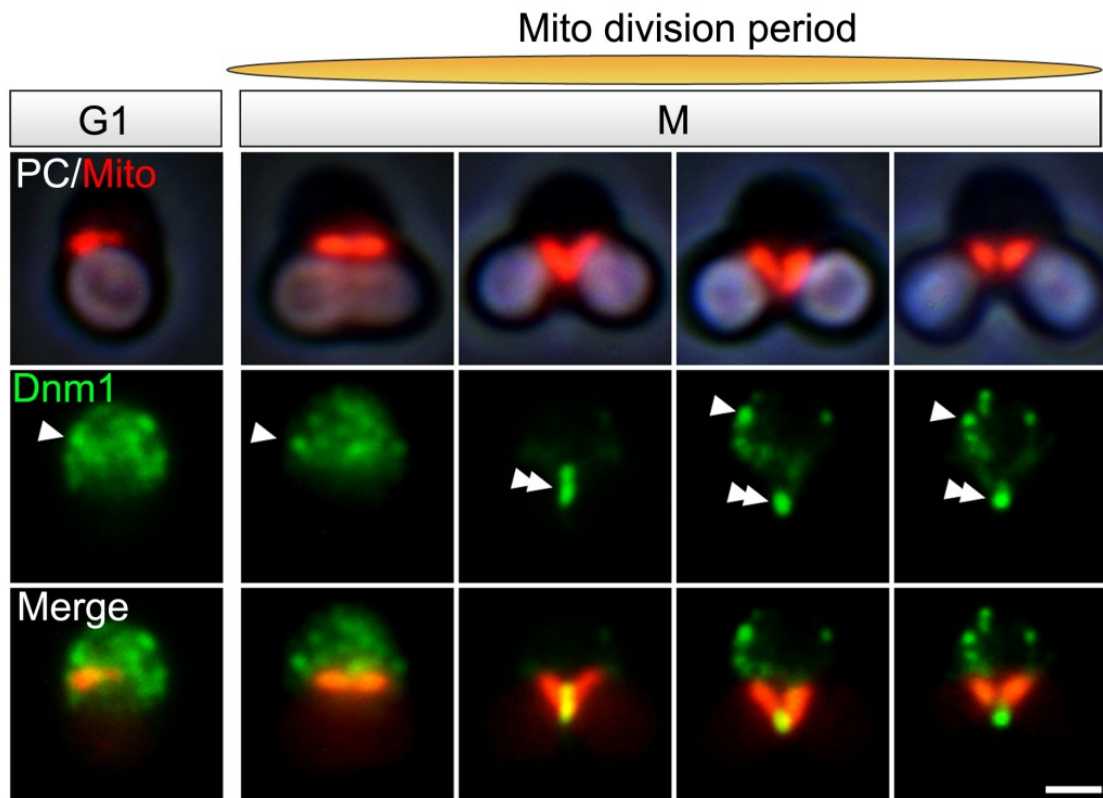 Mito division period
G1
M
PC/Mito
Dnm1
Merge